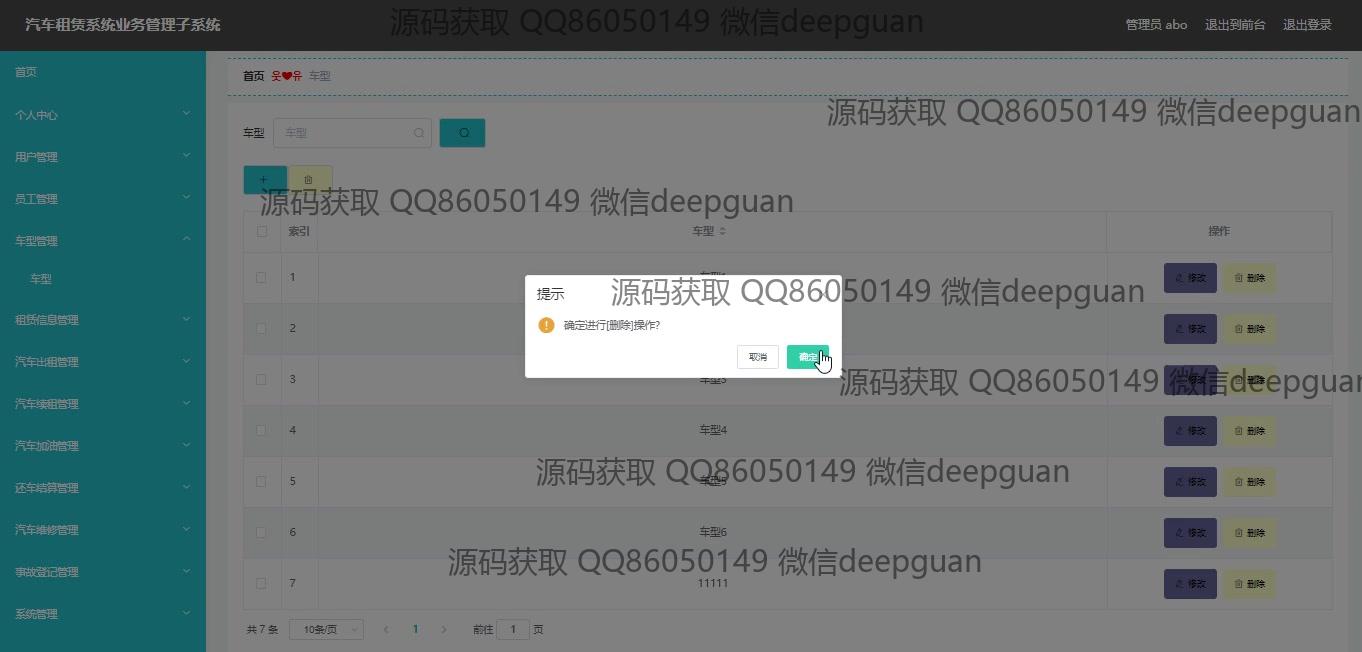 汽车租赁系统业务管理子系统
源码获取 QQ86050149 微信deepguan
管理员 abo 退出到前台 退出登录
首页
个人中心
用户管理
员工管理
车型管理
车型
租赁信息管理
汽车出租管理
汽车续租管理
汽车加油管理
还车结算管理
汽车维修管理
事故登记管理
系统管理
首页 웃❤유 车型
源码获取 QQ86050149 微信deepguan
车型 车型
源码获取 QQ86050149 微信deepguan
索引 车型 操作
1 修改 删除
提示
源码获取 QQ86050149 微信deepguan
确定进行[删除]操作?
取消 确定
2 修改 删除
3 车型3 修改 删除
源码获取 QQ86050149 微信deepguan
4 车型4 修改 删除
源码获取 QQ86050149 微信deepguan
5 车型5 修改 删除
6 车型6 修改 删除
源码获取 QQ86050149 微信deepguan
7 11111 修改 删除
共 7 条 10条/页 1 前往 1 页